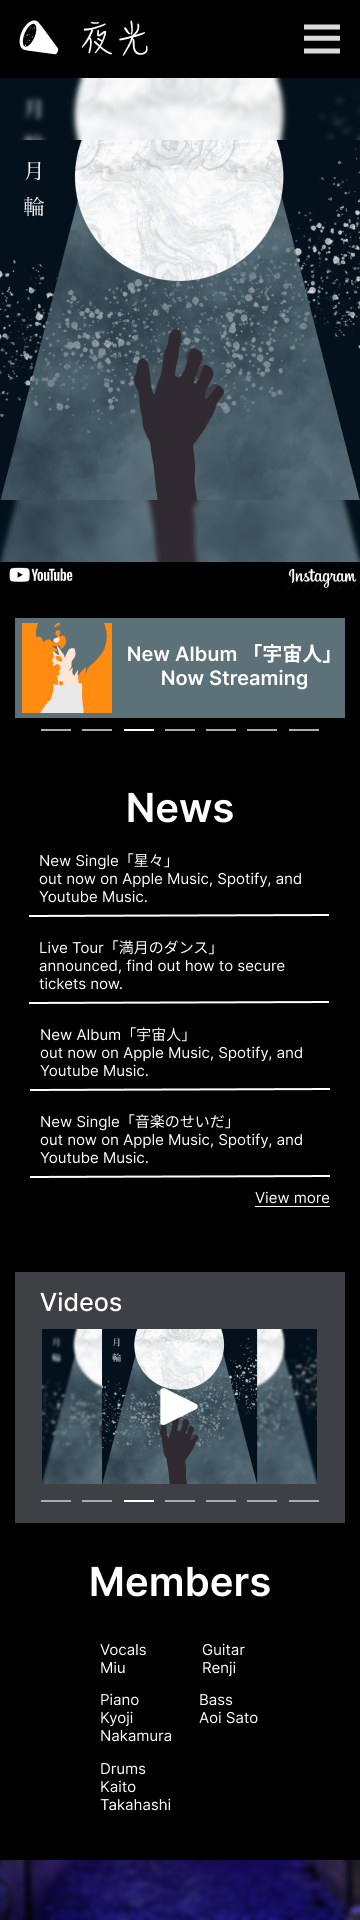 夜光
月
月
輪
YouTube
Instagram
New Album 「宇宙人」
Now Streaming
News
New Single「星々」
out now on Apple Music, Spotify, and
Youtube Music.
Live Tour「満月のダンス」
announced, find out how to secure
tickets now.
New Album「宇宙人」
out now on Apple Music, Spotify, and
Youtube Music.
New Single「音楽のせいだ」
out now on Apple Music, Spotify, and
Youtube Music.
View more
Videos
月
輪
月
輪
Members
Vocals
Miu
Guitar
Renji
Piano
Kyoji
Nakamura
Bass
Aoi Sato
Drums
Kaito
Takahashi